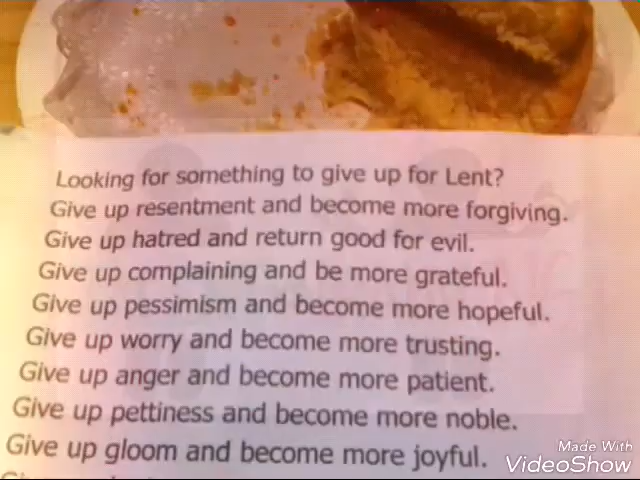 Looking for something to give up for Lent?
Give up resentment and become more forgiving.
Give up hatred and return good for evil.
Give up complaining and be more grateful.
Give up pessimism and become more hopeful.
Give up worry and become more trusting.
Give up anger and become more patient.
Give up pettiness and become more noble.
Give up gloom and become more joyful.
Made With
VideoShow